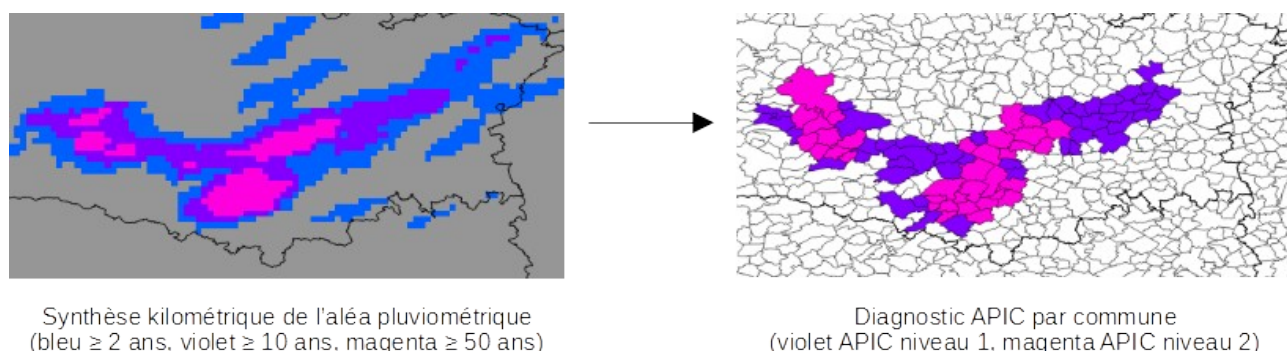 Synthèse kilométrique de l'aléa pluviométrique
(bleu ≥ 2 ans, violet ≥ 10 ans, magenta ≥ 50 ans)
Diagnostic APIC par commune
(violet APIC niveau 1, magenta APIC niveau 2)